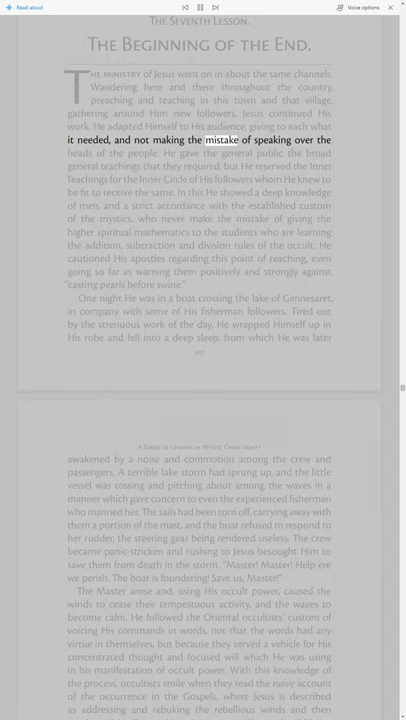 Read aloud
Voice options
The Seventh Lesson.
The Beginning of the End.
The ministry of Jesus went on in about the same channels.
Wandering here and there throughout the country,
preaching and teaching in this town and that village,
gathering around Him new followers, Jesus continued His
work. He adapted Himself to His audience, giving to each what
it needed, and not making the mistake of speaking over the
heads of the people. He gave the general public the broad
general teachings that they required, but He reserved the Inner
Teachings for the Inner Circle of His followers whom He knew to
be fit to receive the same. In this He showed a deep knowledge
of men, and a strict accordance with the established custom
of the mystics, who never make the mistake of giving the
higher spiritual mathematics to the students who are learning
the addition, subtraction and division rules of the occult. He
cautioned His apostles regarding this point of teaching, even
going so far as warning them positively and strongly against
“casting pearls before swine.”
One night He was in a boat crossing the lake of Gennesaret,
in company with some of His fisherman followers. Tired out
by the strenuous work of the day, He wrapped Himself up in
His robe and fell into a deep sleep, from which He was later
A Series of Lessons in Mystic Christianity
awakened by a noise and commotion among the crew and
passengers. A terrible lake storm had sprung up, and the little
vessel was tossing and pitching about among the waves in a
manner which gave concern to even the experienced fishermen
who manned her. The sails had been torn off, carrying away with
them a portion of the mast, and the boat refused to respond to
her rudder, the steering gear being rendered useless. The crew
became panic-stricken and rushing to Jesus besought Him to
save them from death in the storm. “Master! Master! Help ere
we perish. The boat is foundering! Save us, Master!”
The Master arose and, using His occult power, caused the
winds to cease their tempestuous activity, and the waves to
become calm. He followed the Oriental occultists’ custom of
voicing His commands in words, not that the words had any
virtue in themselves, but because they served a vehicle for His
concentrated thought and focused will which He was using
in his manifestation of occult power. With this knowledge of
the process, occultists smile when they read the naive account
of the occurrence in the Gospels, where Jesus is described
as addressing and rebuking the rebellious winds and then